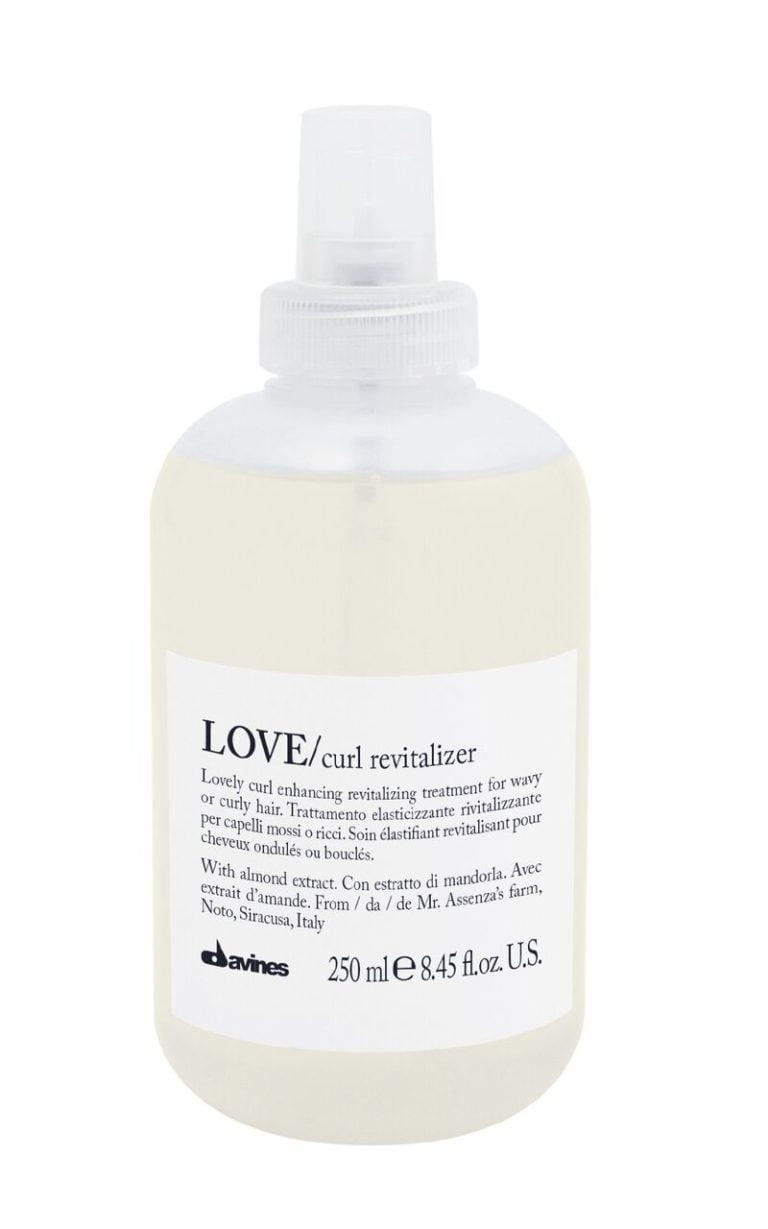 LOVE/curl revitalizer
Lovely curl enhancing revitalizing treatment for wavy
or curly hair. Trattamento elasticizzante rivitalizzante
per capelli mossi o ricci. Soin élastifiant revitalisant pour
cheveux ondulés ou bouclés.
With almond extract. Con estratto di mandorla. Avec
extrait d'amande. From / da / de Mr. Assenza's farm,
Noto, Siracusa, Italy
davines 250 ml ℮ 8.45 fl.oz. U.S.